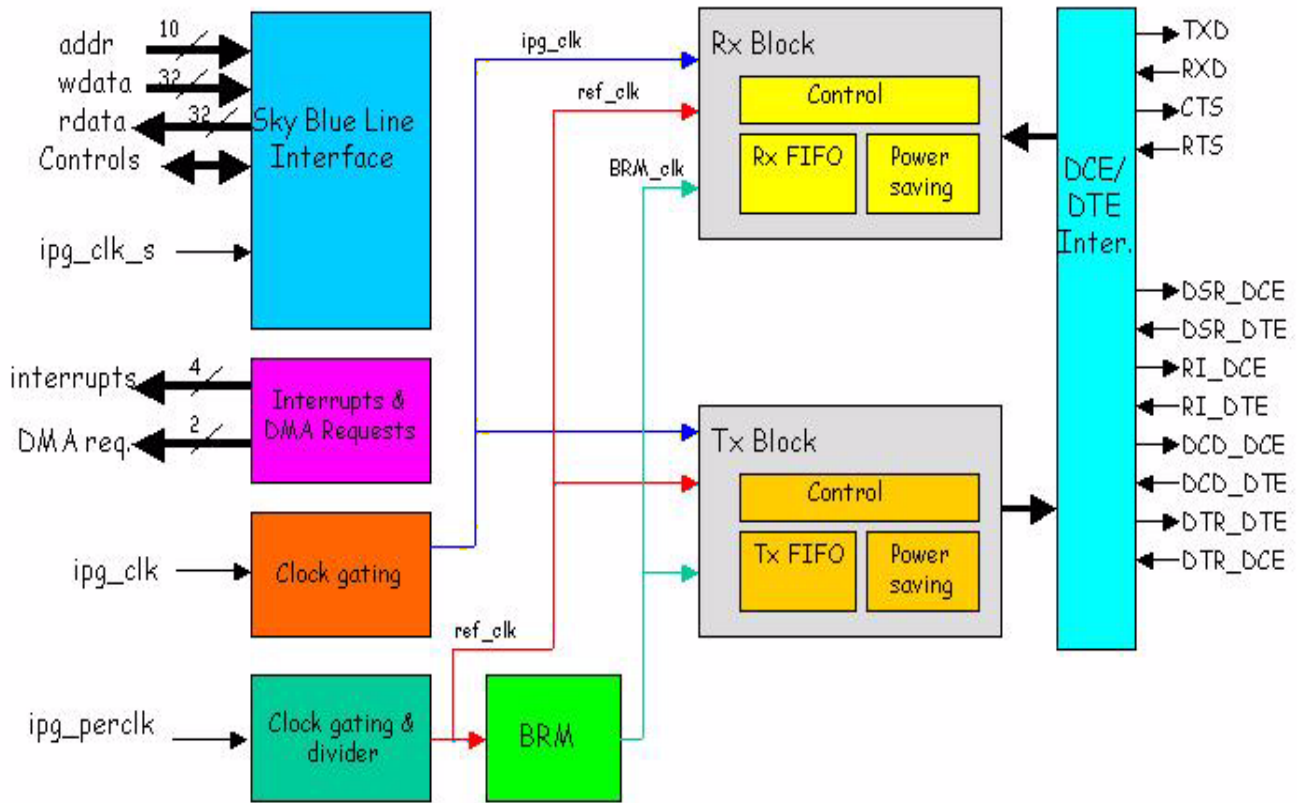 addr
10
wdata
32
rdata
32
Controls
ipg_clk_s
Sky Blue Line
Interface
interrupts
4
DMA req.
2
Interrupts &
DMA Requests
ipg_clk
Clock gating
ipg_perclk
Clock gating &
divider
BRM
ipg_clk
ref_clk
BRM_clk
ref_clk
Rx Block
Control
Rx FIFO
Power
saving
Tx Block
Control
Tx FIFO
Power
saving
DCE/
DTE
Inter.
TXD
RXD
CTS
RTS
DSR_DCE
DSR_DTE
RI_DCE
RI_DTE
DCD_DCE
DCD_DTE
DTR_DTE
DTR_DCE